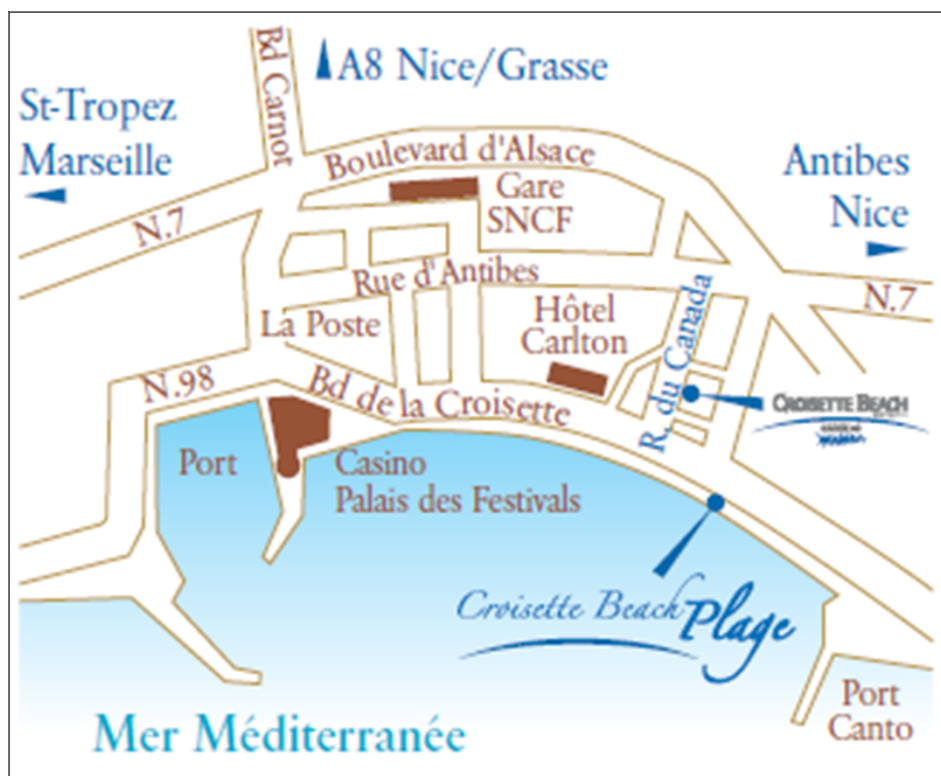 Bd Carnot
A8 Nice/Grasse
St-Tropez
Marseille
Boulevard d'Alsace
Antibes
Nice
Gare
SNCF
N.7
Rue d'Antibes
N.7
La Poste
Hôtel
Carlton
R. du Canada
N.98
Bd de la Croisette
CROISETTE BEACH
Port
Casino
Palais des Festivals
Croisette Beach Plage
Port
Canto
Mer Méditerranée